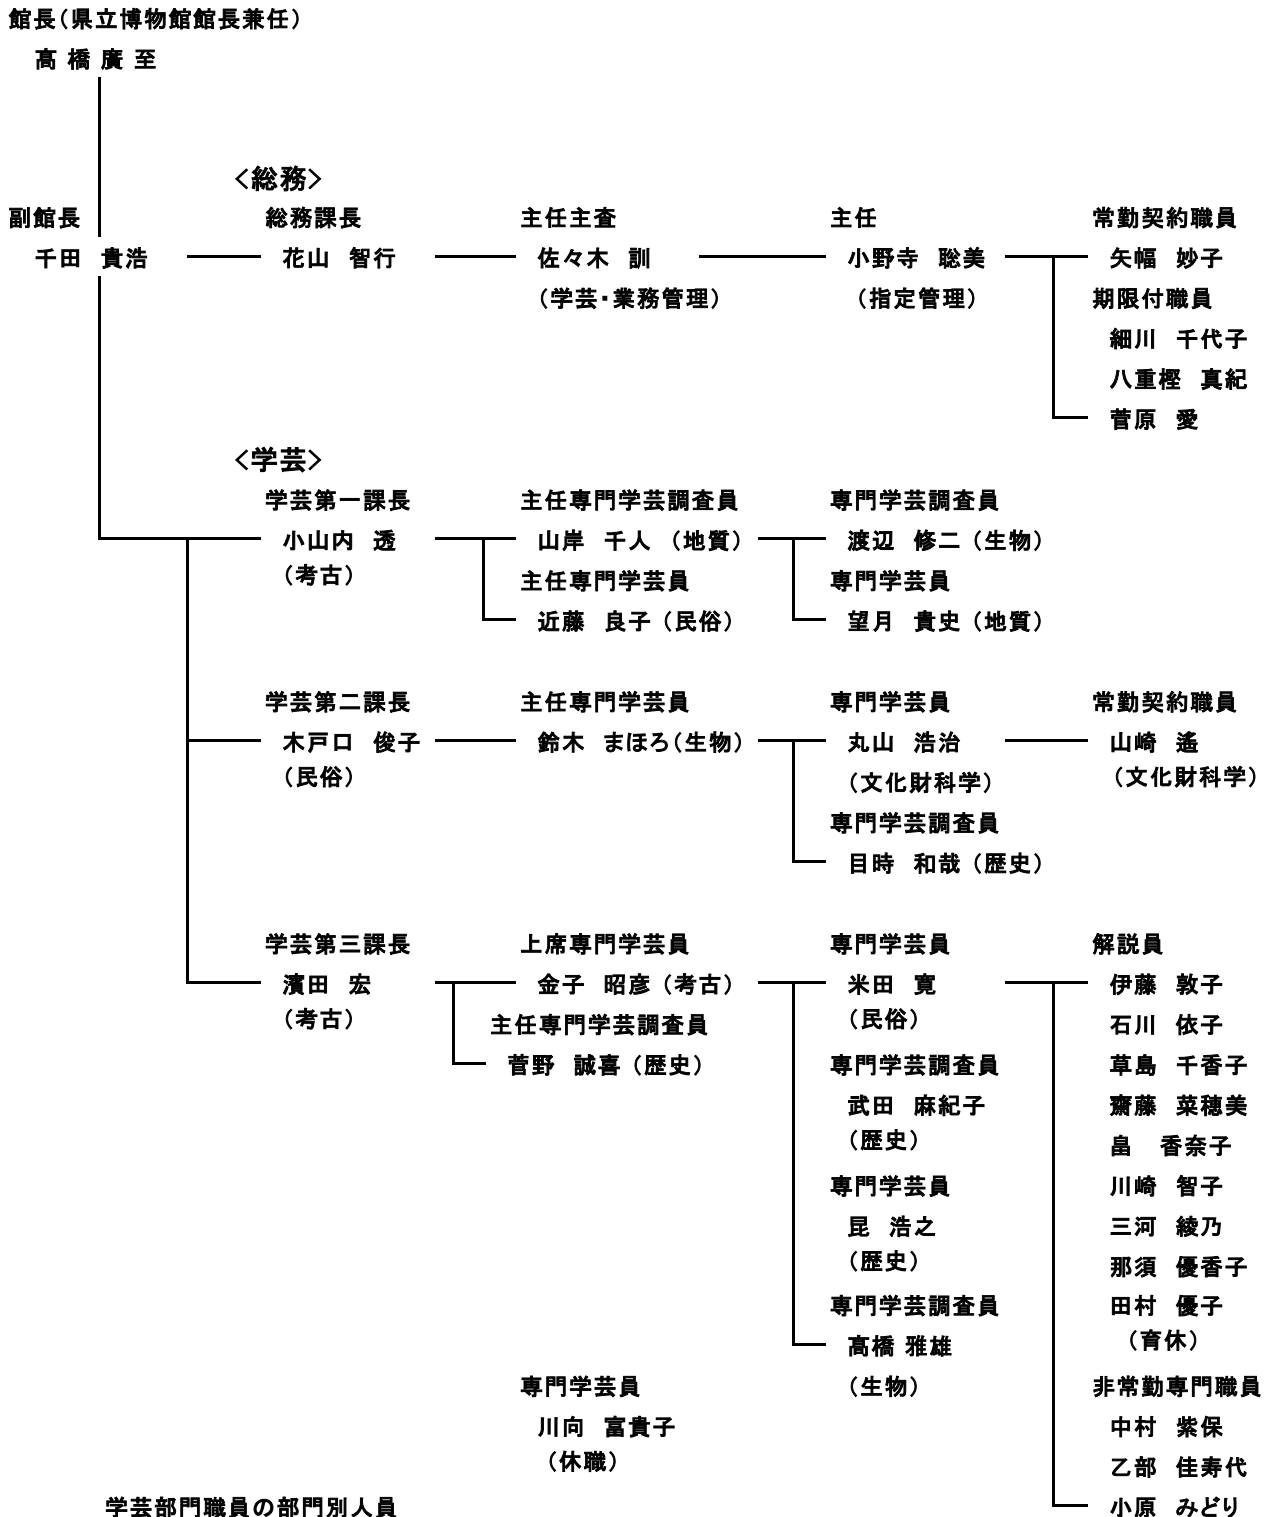 館長（県立博物館館長兼任）
髙橋 廣至
＜総務＞
副館長
千田 貴浩
総務課長
花山 智行
主任主査
佐々木 訓
（学芸・業務管理）
主任
小野寺 聡美
（指定管理）
常勤契約職員
矢幅 妙子
期限付職員
細川 千代子
八重樫 真紀
菅原 愛
＜学芸＞
学芸第一課長
小山内 透
（考古）
主任専門学芸調査員
山岸 千人（地質）
主任専門学芸員
近藤 良子（民俗）
専門学芸調査員
渡辺 修二（生物）
専門学芸員
望月 貴史（地質）
学芸第二課長
木戸口 俊子
（民俗）
主任専門学芸員
鈴木 まほろ（生物）
専門学芸員
丸山 浩治
（文化財科学）
専門学芸調査員
目時 和哉（歴史）
常勤契約職員
山崎 遙
（文化財科学）
学芸第三課長
濱田 宏
（考古）
上席専門学芸員
金子 昭彦（考古）
主任専門学芸調査員
菅野 誠喜（歴史）
専門学芸員
米田 寛
（民俗）
専門学芸調査員
武田 麻紀子
（歴史）
専門学芸員
昆 浩之
（歴史）
専門学芸調査員
髙橋 雅雄
（生物）
解説員
伊藤 敦子
石川 依子
草島 千香子
齋藤 菜穂美
畠 香奈子
川崎 智子
三河 綾乃
那須 優香子
田村 優子
（育休）
非常勤専門職員
中村 紫保
乙部 佳寿代
小原 みどり
専門学芸員
川向 富貴子
（休職）
学芸部門職員の部門別人員